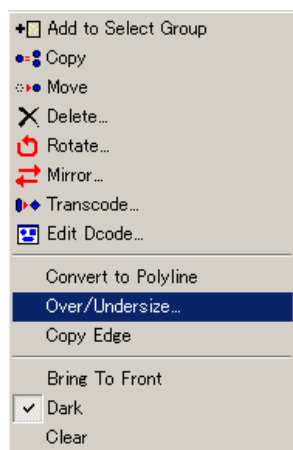 Add to Select Group
Copy
Move
Delete...
Rotate...
Mirror...
Transcode...
Edit Dcode...
Convert to Polyline
Over/Undersize...
Copy Edge
Bring To Front
Dark
Clear